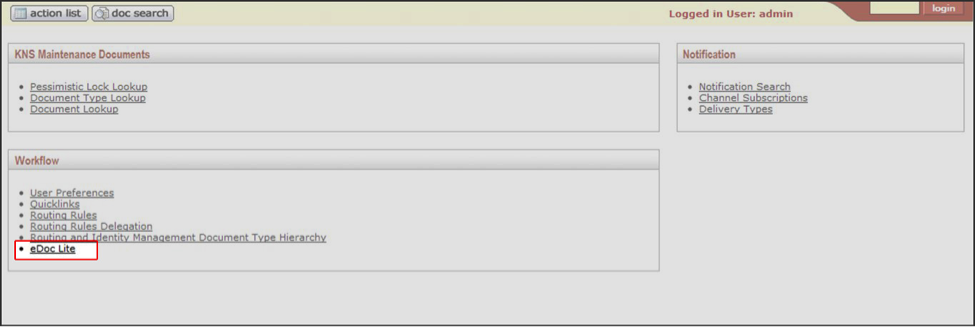 action list doc search Logged in User: admin login
KNS Maintenance Documents
Pessimistic Lock Lookup
Document Type Lookup
Document Lookup
Notification
Notification Search
Channel Subscriptions
Delivery Types
Workflow
User Preferences
Quicklinks
Routing Rules
Routing Rules Delegation
Routing and Identity Management Document Type Hierarchy
eDoc Lite